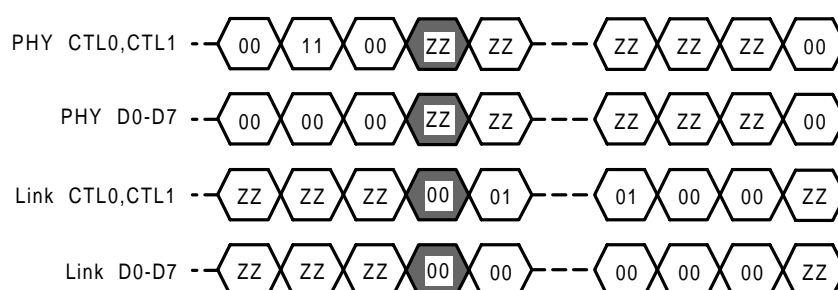 PHY CTL0,CTL1 00 11 00 ZZ ZZ ZZ ZZ ZZ 00
PHY D0-D7 00 00 00 ZZ ZZ ZZ ZZ ZZ 00
Link CTL0,CTL1 ZZ ZZ ZZ 00 01 01 00 00 ZZ
Link D0-D7 ZZ ZZ ZZ 00 00 00 00 00 ZZ